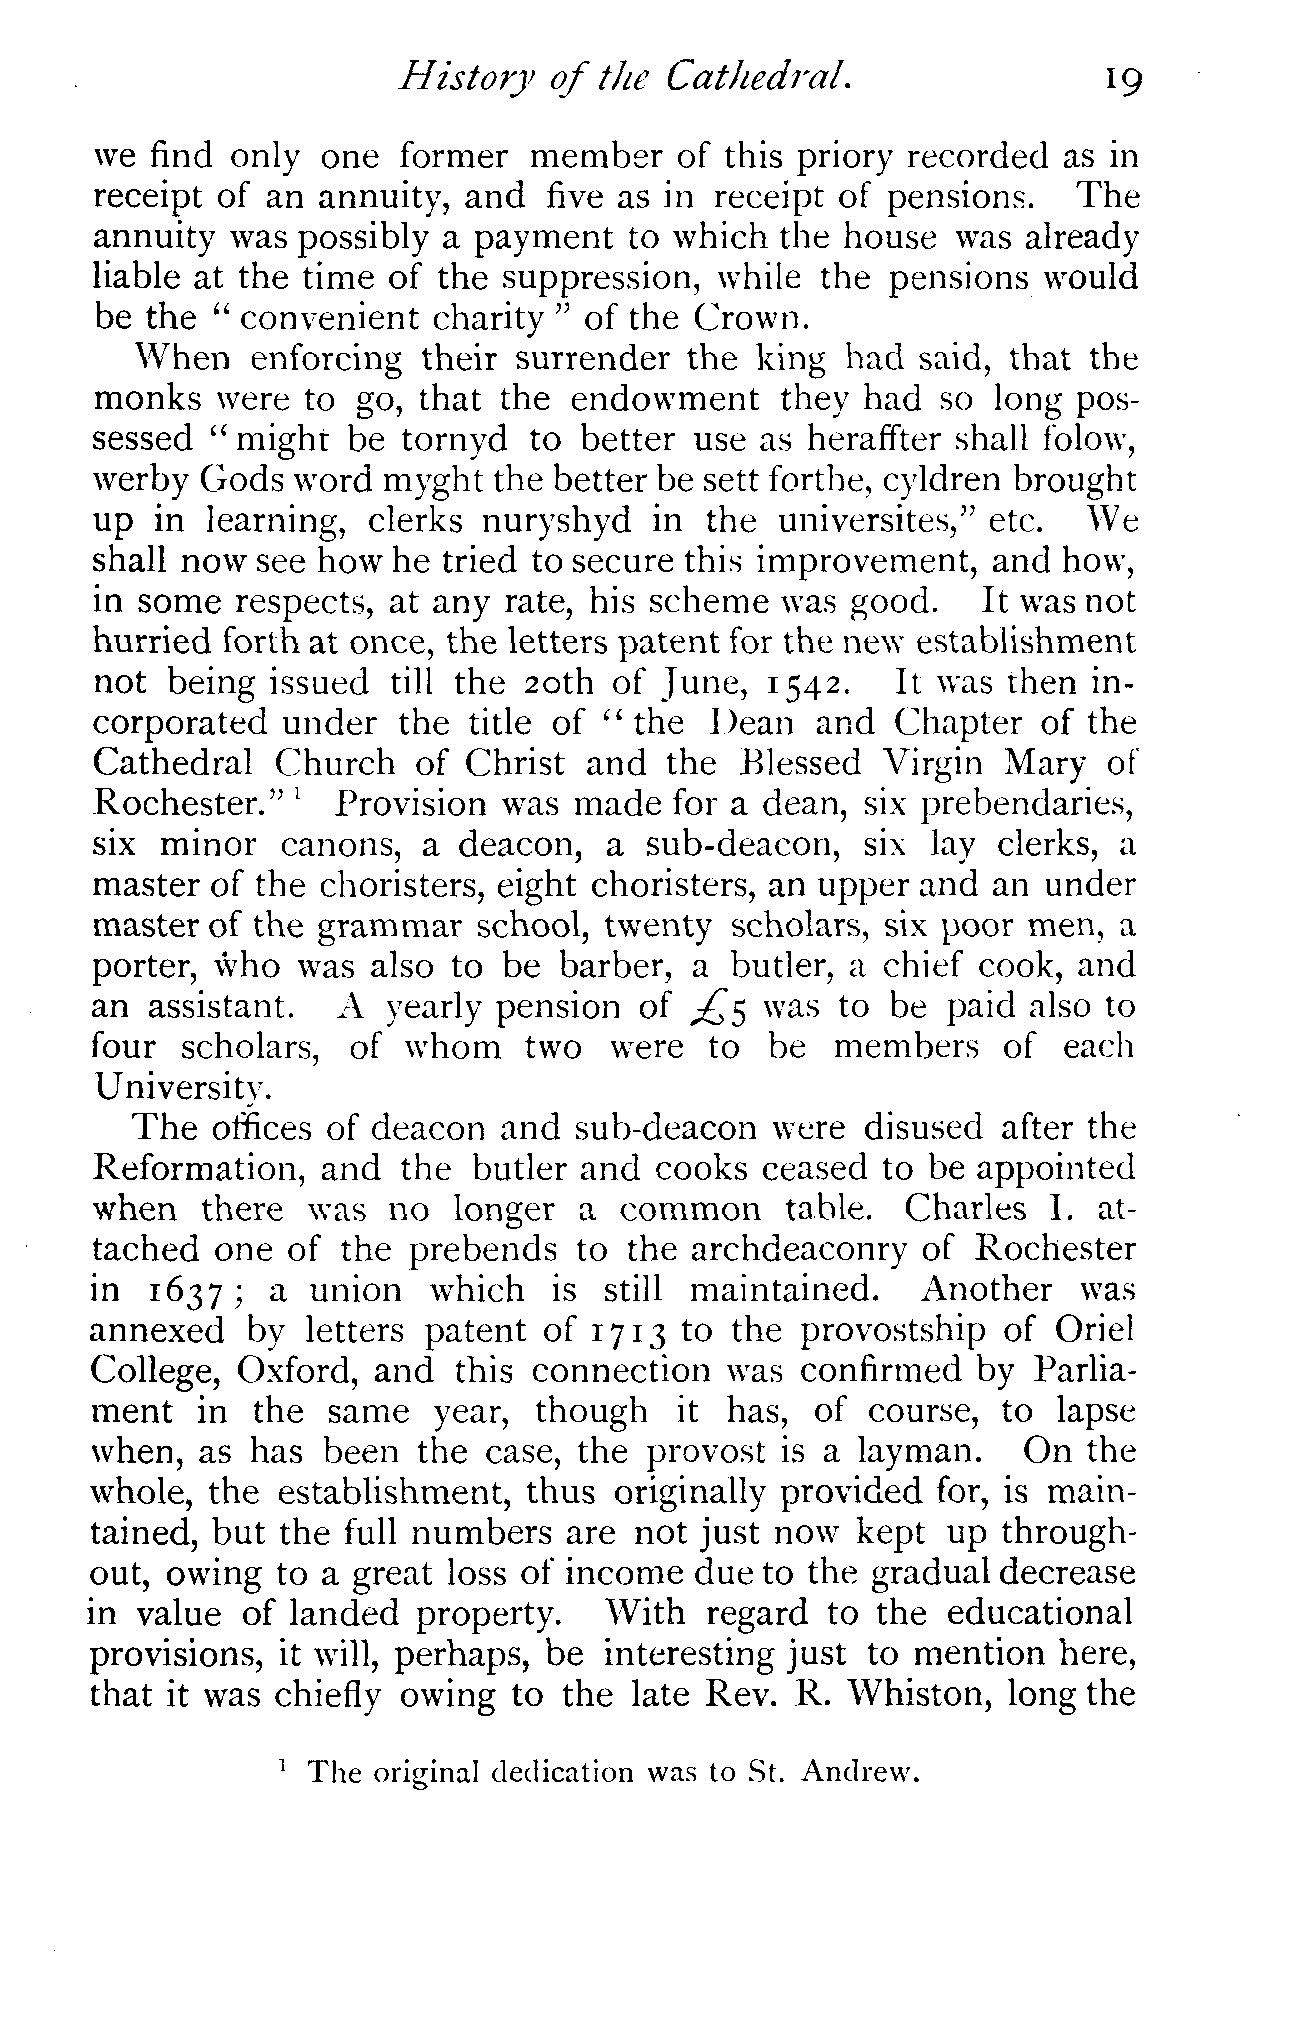 History of the Cathedral. 19
we find only one former member of this priory recorded as in
receipt of an annuity, and five as in receipt of pensions. The
annuity was possibly a payment to which the house was already
liable at the time of the suppression, while the pensions would
be the “ convenient charity ” of the Crown.
When enforcing their surrender the king had said, that the
monks were to go, that the endowment they had so long pos-
sessed “ might be tornyd to better use as heraffter shall folow,
werby Gods word myght the better be sett forthe, cyldren brought
up in learning, clerks nuryshyd in the universites,” etc. We
shall now see how he tried to secure this improvement, and how,
in some respects, at any rate, his scheme was good. It was not
hurried forth at once, the letters patent for the new establishment
not being issued till the 20th of June, 1542. It was then in-
corporated under the title of “ the Dean and Chapter of the
Cathedral Church of Christ and the Blessed Virgin Mary of
Rochester.” ¹ Provision was made for a dean, six prebendaries,
six minor canons, a deacon, a sub-deacon, six lay clerks, a
master of the choristers, eight choristers, an upper and an under
master of the grammar school, twenty scholars, six poor men, a
porter, who was also to be barber, a butler, a chief cook, and
an assistant. A yearly pension of £5 was to be paid also to
four scholars, of whom two were to be members of each
University.
The offices of deacon and sub-deacon were disused after the
Reformation, and the butler and cooks ceased to be appointed
when there was no longer a common table. Charles I. at-
tached one of the prebends to the archdeaconry of Rochester
in 1637 ; a union which is still maintained. Another was
annexed by letters patent of 1713 to the provostship of Oriel
College, Oxford, and this connection was confirmed by Parlia-
ment in the same year, though it has, of course, to lapse
when, as has been the case, the provost is a layman. On the
whole, the establishment, thus originally provided for, is main-
tained, but the full numbers are not just now kept up through-
out, owing to a great loss of income due to the gradual decrease
in value of landed property. With regard to the educational
provisions, it will, perhaps, be interesting just to mention here,
that it was chiefly owing to the late Rev. R. Whiston, long the
¹ The original dedication was to St. Andrew.